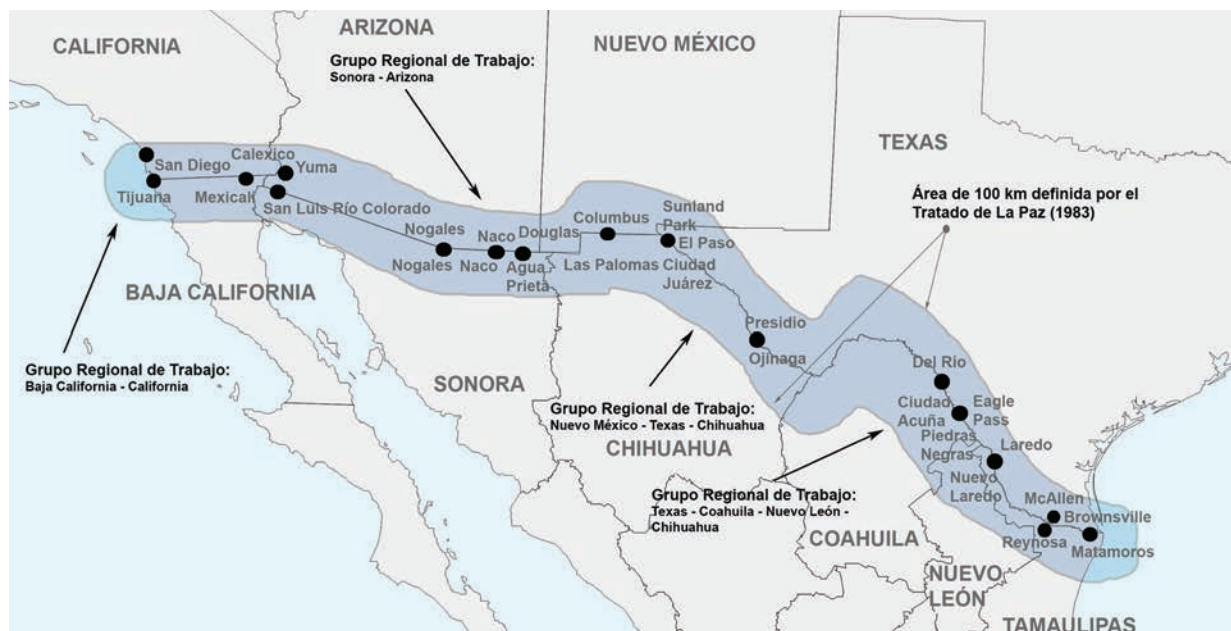 CALIFORNIA
ARIZONA
NUEVO MÉXICO
Grupo Regional de Trabajo:
Sonora - Arizona
TEXAS
San Diego
Calexico
Yuma
Tijuana
Mexicali
San Luis Río Colorado
Área de 100 km definida por el
Tratado de La Paz (1983)
Nogales
Naco
Douglas
Columbus
Sunland
Park
El Paso
Nogales
Naco
Agua
Prieta
Las Palomas
Ciudad
Juárez
BAJA CALIFORNIA
Presidio
Ojinaga
Grupo Regional de Trabajo:
Baja California - California
SONORA
Del Rio
Ciudad
Acuña
Eagle
Pass
Grupo Regional de Trabajo:
Nuevo México - Texas - Chihuahua
CHIHUAHUA
Piedras
Negras
Laredo
Nuevo
Laredo
Grupo Regional de Trabajo:
Texas - Coahuila - Nuevo León -
Chihuahua
McAllen
Brownsville
Reynosa
Matamoros
COAHUILA
NUEVO
LEÓN
TAMAULIPAS